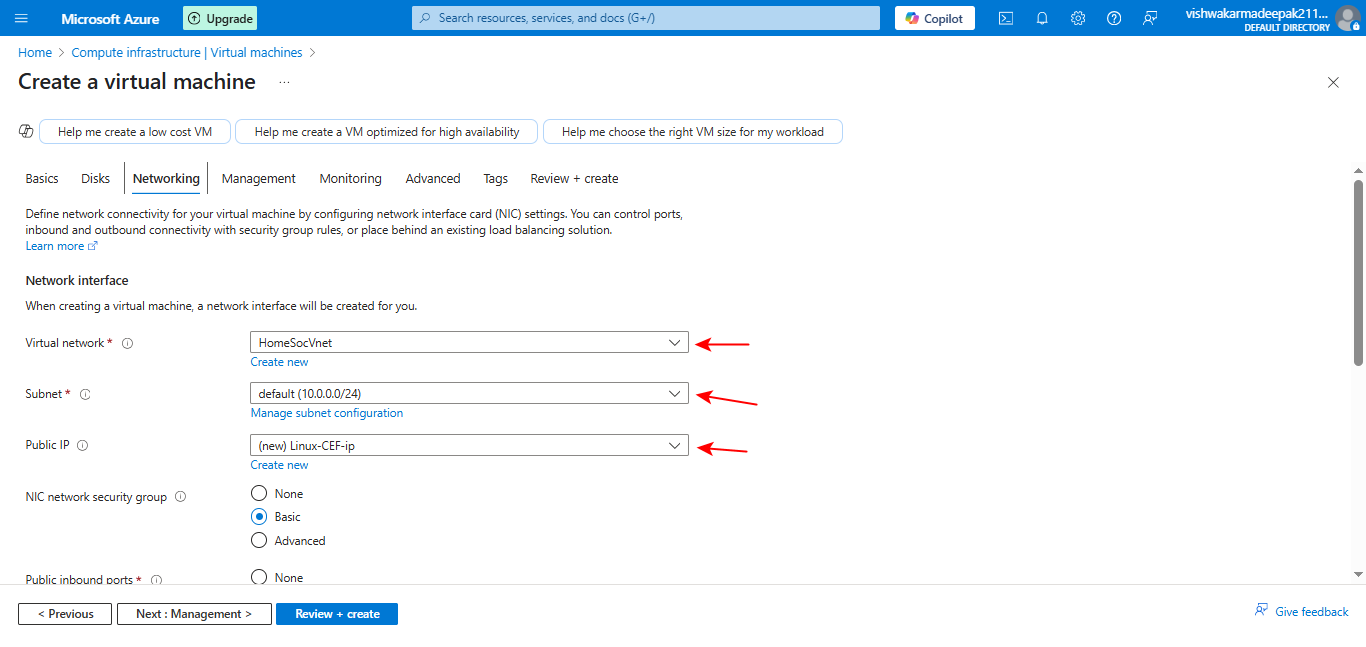 Microsoft Azure
Upgrade
Search resources, services, and docs (G+/)
Copilot
vishwakarmadeepak211...
DEFAULT DIRECTORY
Home > Compute infrastructure | Virtual machines >
Create a virtual machine ...
Help me create a low cost VM
Help me create a VM optimized for high availability
Help me choose the right VM size for my workload
Basics Disks Networking Management Monitoring Advanced Tags Review + create
Define network connectivity for your virtual machine by configuring network interface card (NIC) settings. You can control ports,
inbound and outbound connectivity with security group rules, or place behind an existing load balancing solution.
Learn more
Network interface
When creating a virtual machine, a network interface will be created for you.
Virtual network *
HomeSocVnet
Create new
Subnet *
default (10.0.0.0/24)
Manage subnet configuration
Public IP
(new) Linux-CEF-ip
Create new
NIC network security group
None
Basic
Advanced
Public inbound ports *
None
< Previous
Next : Management >
Review + create
Give feedback